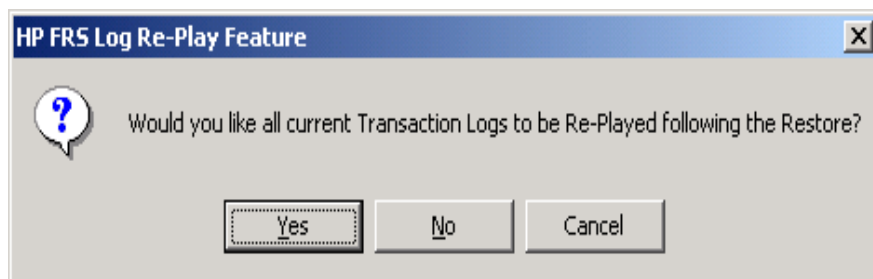 HP FRS Log Re-Play Feature
Would you like all current Transaction Logs to be Re-Played following the Restore?
Yes
No
Cancel